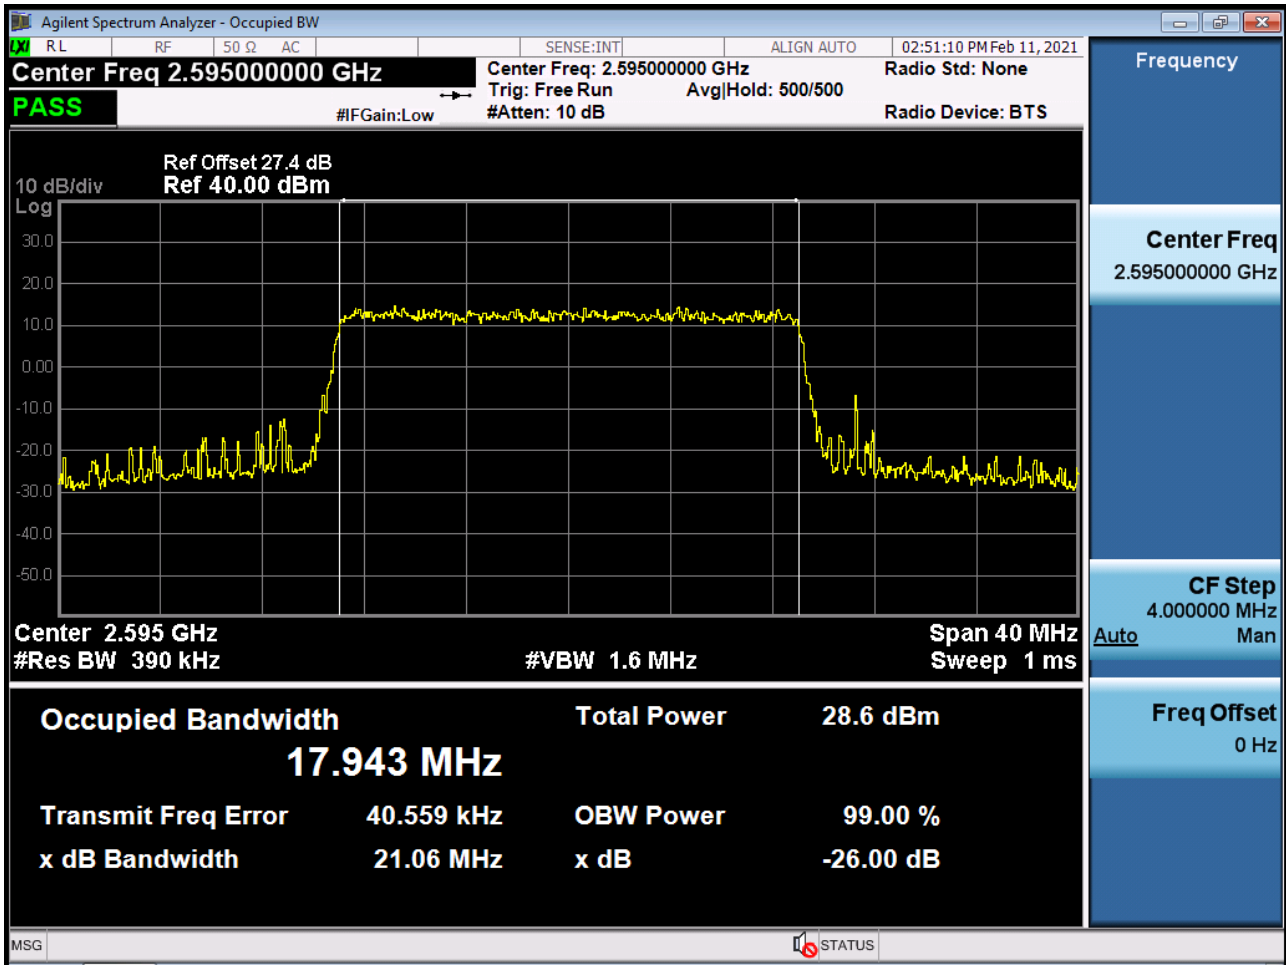 Agilent Spectrum Analyzer - Occupied BW
LXI RL RF 50 Ω AC SENSE:INT ALIGN AUTO 02:51:10 PM Feb 11, 2021
Center Freq 2.595000000 GHz
Center Freq: 2.595000000 GHz
Radio Std: None
Trig: Free Run Avg|Hold: 500/500
PASS
#IFGain:Low
#Atten: 10 dB
Radio Device: BTS
Ref Offset 27.4 dB
10 dB/div Ref 40.00 dBm
Log
30.0
20.0
10.0
0.00
-10.0
-20.0
-30.0
-40.0
-50.0
Center 2.595 GHz Span 40 MHz
#Res BW 390 kHz #VBW 1.6 MHz Sweep 1 ms
Occupied Bandwidth Total Power 28.6 dBm
17.943 MHz
Transmit Freq Error 40.559 kHz OBW Power 99.00 %
x dB Bandwidth 21.06 MHz x dB -26.00 dB
Frequency
Center Freq
2.595000000 GHz
CF Step
4.000000 MHz
Auto Man
Freq Offset
0 Hz
MSG STATUS